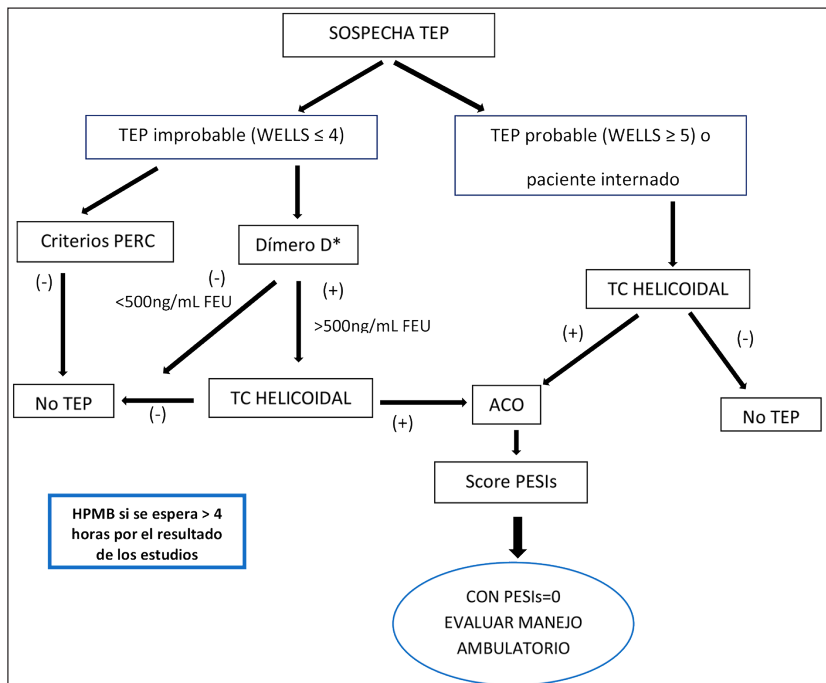 SOSPECHA TEP
TEP improbable (WELLS ≤ 4)
TEP probable (WELLS ≥ 5) o
paciente internado
Criterios PERC
Dímero D*
(-)
(-)
<500ng/mL FEU
(+)
>500ng/mL FEU
TC HELICOIDAL
(+)
(-)
No TEP
(-)
TC HELICOIDAL
(+)
ACO
No TEP
Score PESIs
HPMB si se espera > 4
horas por el resultado
de los estudios
CON PESIs=0
EVALUAR MANEJO
AMBULATORIO